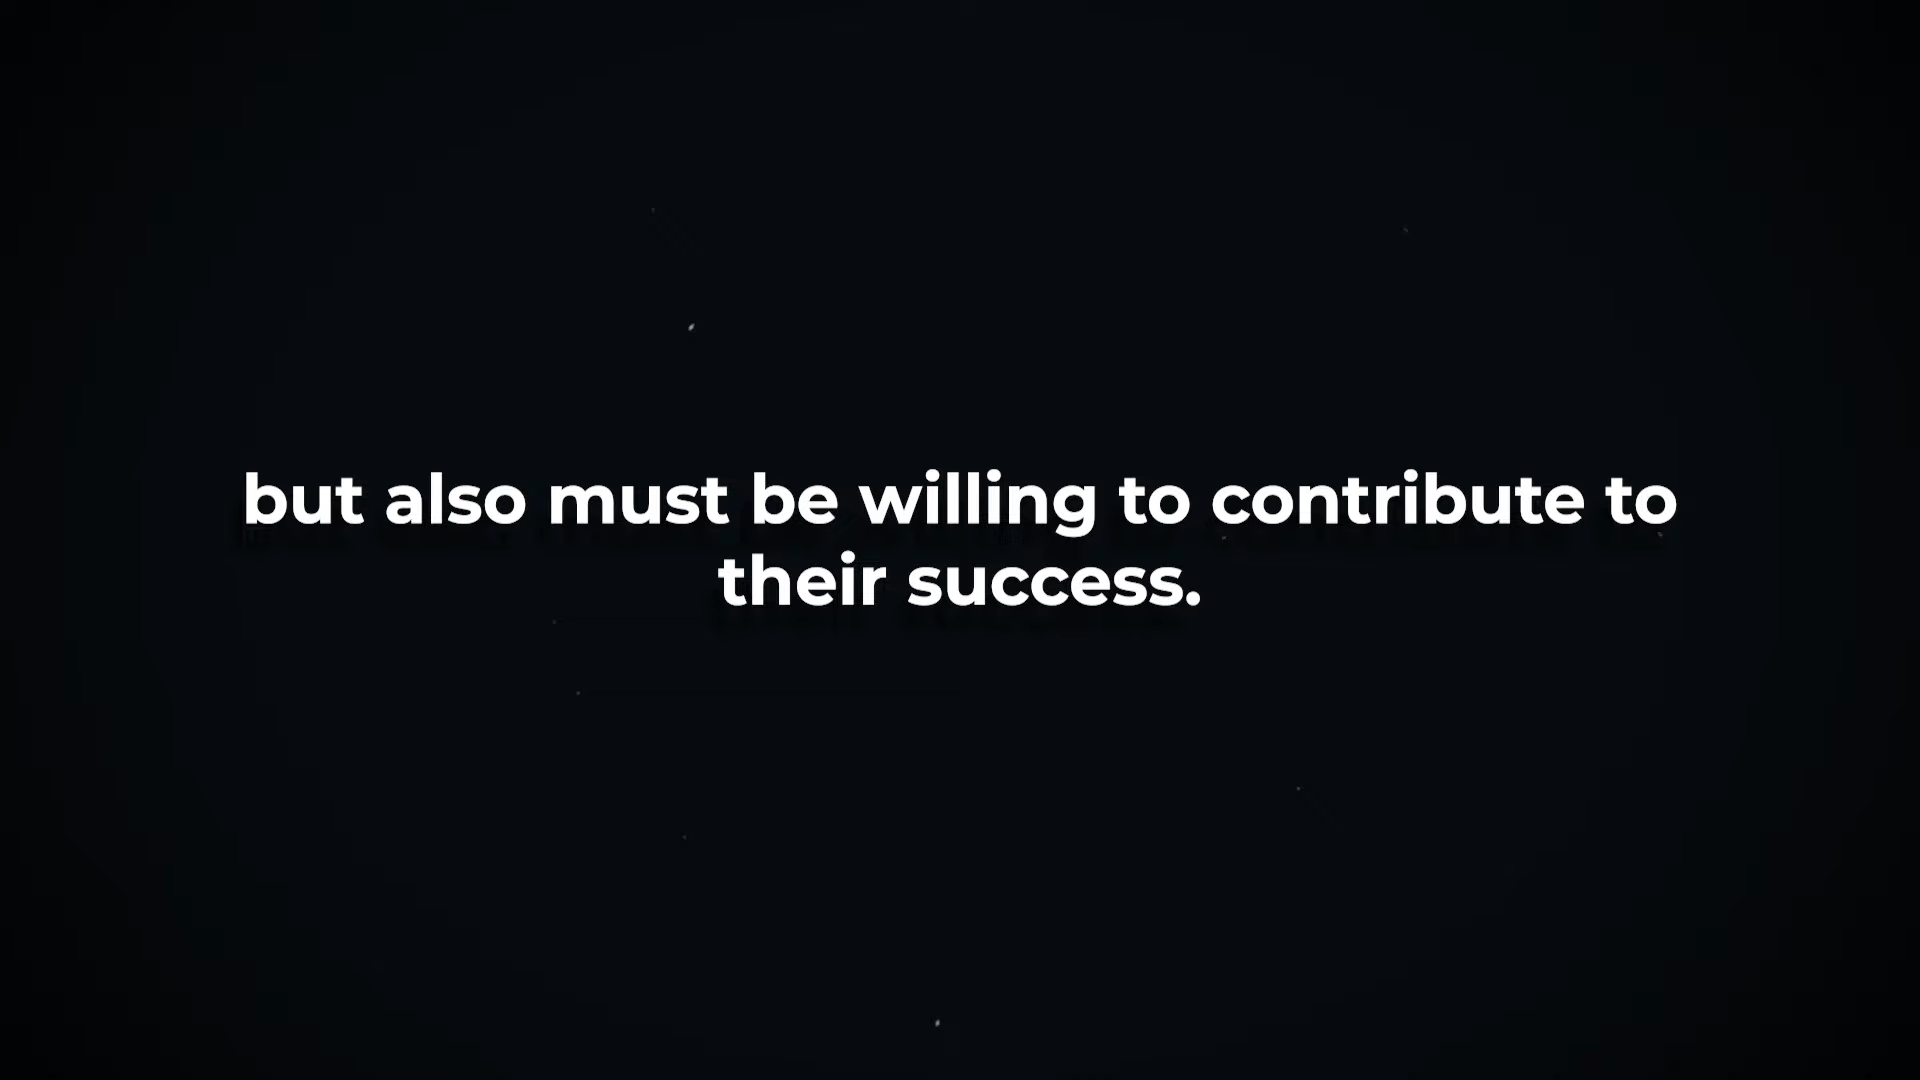 but also must be willing to contribute to
their success.